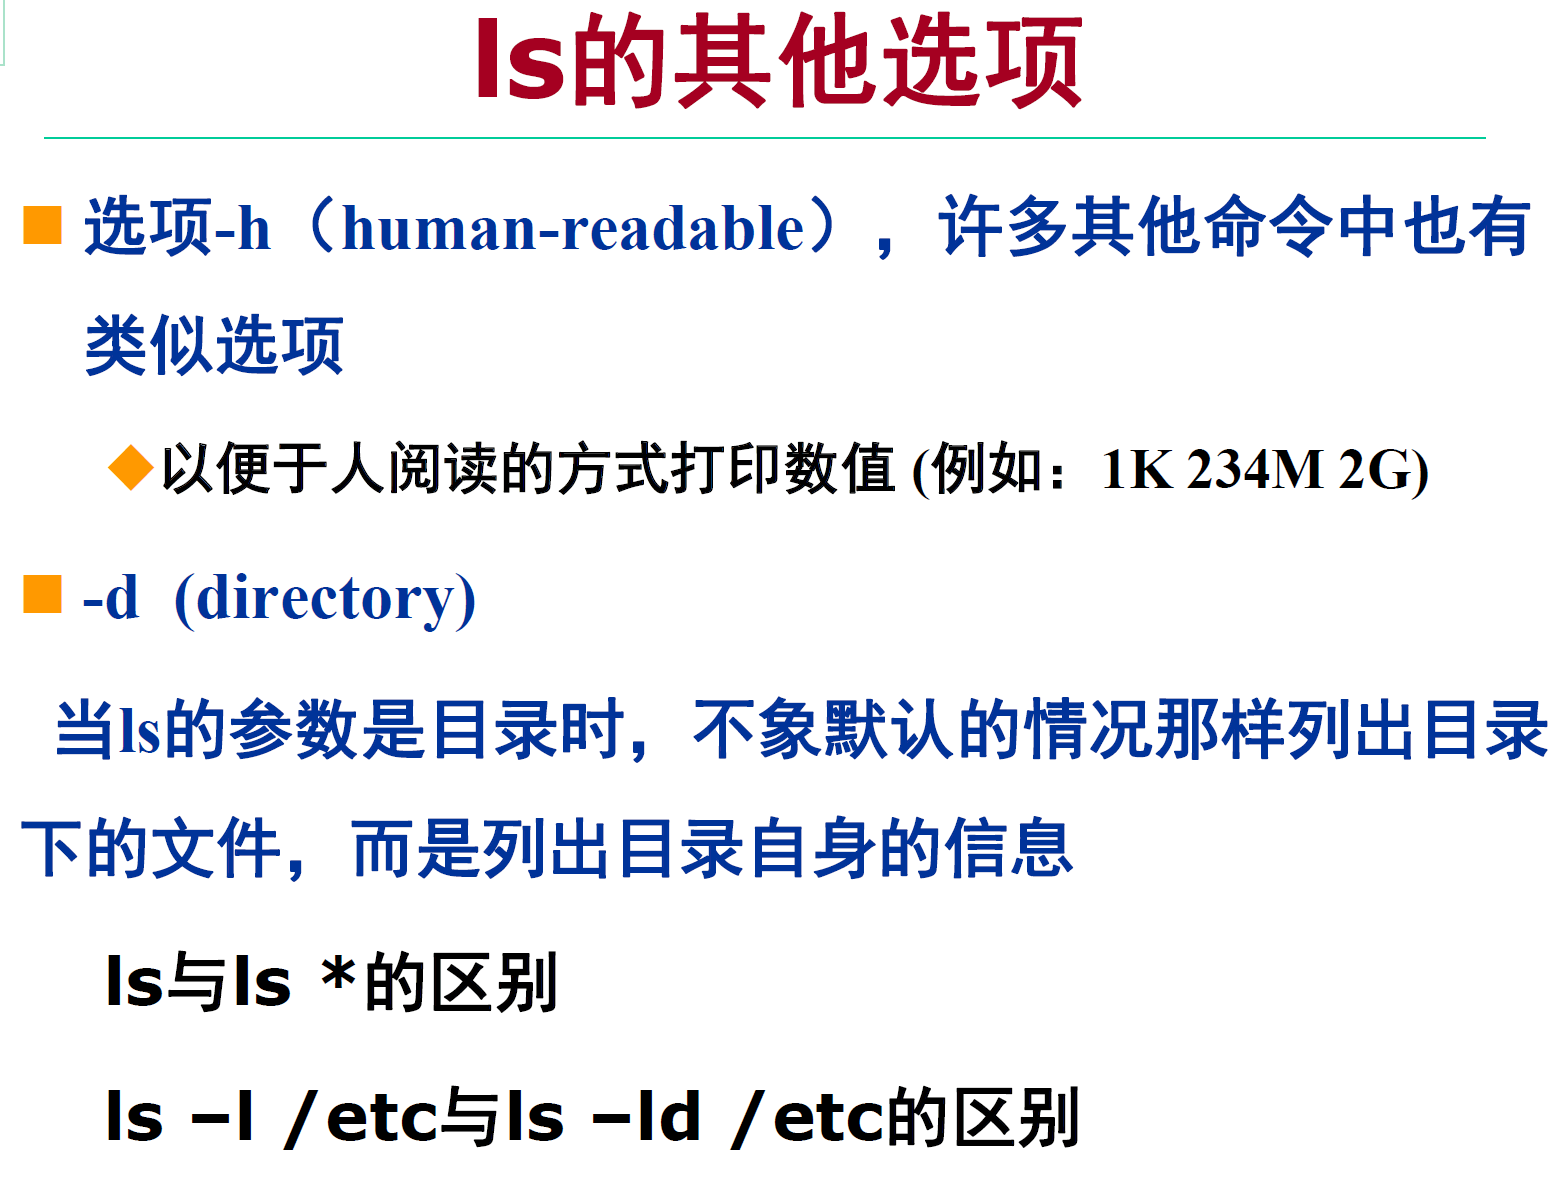 ls的其他选项
选项-h（human-readable），许多其他命令中也有
类似选项
以便于人阅读的方式打印数值 (例如：1K 234M 2G)
-d (directory)
当ls的参数是目录时，不象默认的情况那样列出目录
下的文件，而是列出目录自身的信息
ls与ls *的区别
ls –l /etc与ls –ld /etc的区别